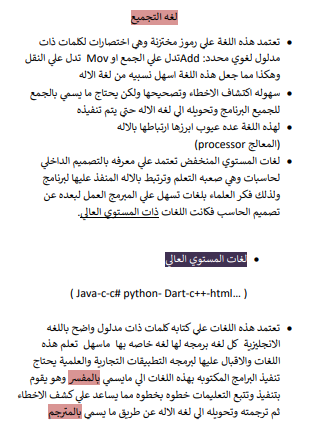 لغه التجميع
تعتمد هذه اللغة علي رموز مختزنة وهي اختصارات لكلمات ذات
مدلول لغوي محدد: Addتدل علي الجمع او Mov تدل علي النقل
وهكذا مما جعل هذه اللغة اسهل نسبيه من لغة الاله
سهوله اكتشاف الاخطاء وتصحيحها ولكن يحتاج ما يسمي بالجمع
للجميع البرنامج وتحويله الي لغه الاله حتي يتم تنفيذه
لهذه اللغة عده عيوب ابرزها ارتباطها بالاله
(المعالج processor)
لغات المستوي المنخفض تعتمد علي معرفه بالتصميم الداخلي
لحاسبات وهي صعبه التعلم وترتبط بالاله المنفذ عليها لبرنامج
ولذلك فكر العلماء بلغات تسهل علي المبرمج العمل لبعده عن
تصميم الحاسب فكانت اللغات ذات المستوي العالي.
لغات المستوي العالي
( Java-c-c# python- Dart-c++-html... )
تعتمد هذه اللغات علي كتابه كلمات ذات مدلول واضح باللغه
الانجليزية كل لغه برمجه لها لغه خاصه بها ماسهل تعلم هذه
اللغات والاقبال عليها لبرمجه التطبيقات التجارية والعلمية يحتاج
تنفيذ البرامج المكتوبه بهذه اللغات الي مايسمي بالمفسر وهو يقوم
بتنفيذ وتتبع التعليمات خطوه بخطوه مما يساعد علي كشف الاخطاء
ثم ترجمته وتحويله الي لغه الاله عن طريق ما يسمي بالمترجم